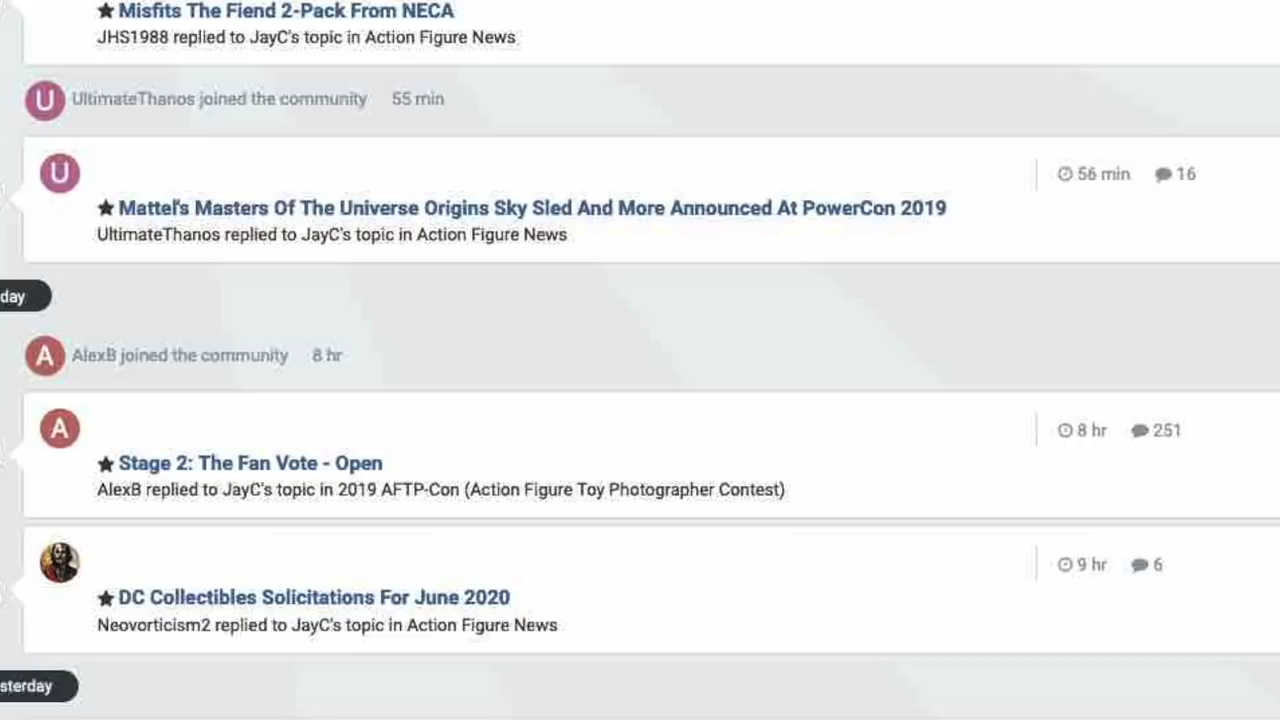 ★ Misfits The Fiend 2-Pack From NECA
JHS1988 replied to JayC's topic in Action Figure News
U UltimateThanos joined the community 55 min
U
56 min 16
★ Mattel's Masters Of The Universe Origins Sky Sled And More Announced At PowerCon 2019
UltimateThanos replied to JayC's topic in Action Figure News
day
A AlexB joined the community 8 hr
A
8 hr 251
★ Stage 2: The Fan Vote - Open
AlexB replied to JayC's topic in 2019 AFTP-Con (Action Figure Toy Photographer Contest)
9 hr 6
★ DC Collectibles Solicitations For June 2020
Neovorticism2 replied to JayC's topic in Action Figure News
sterday